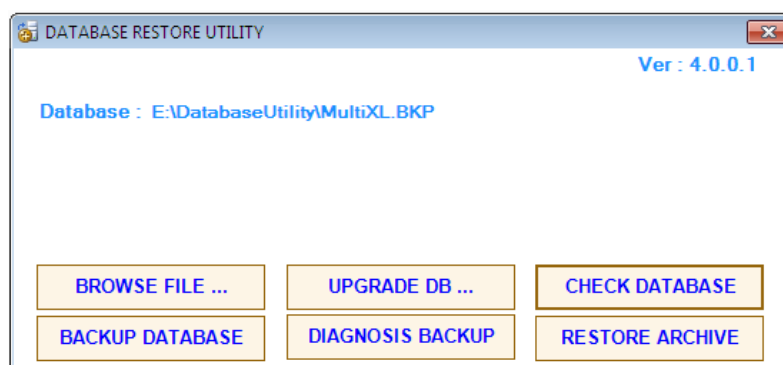 DATABASE RESTORE UTILITY
Ver : 4.0.0.1
Database : E:\DatabaseUtility\MultiXL.BKP
BROWSE FILE ... UPGRADE DB ... CHECK DATABASE
BACKUP DATABASE DIAGNOSIS BACKUP RESTORE ARCHIVE